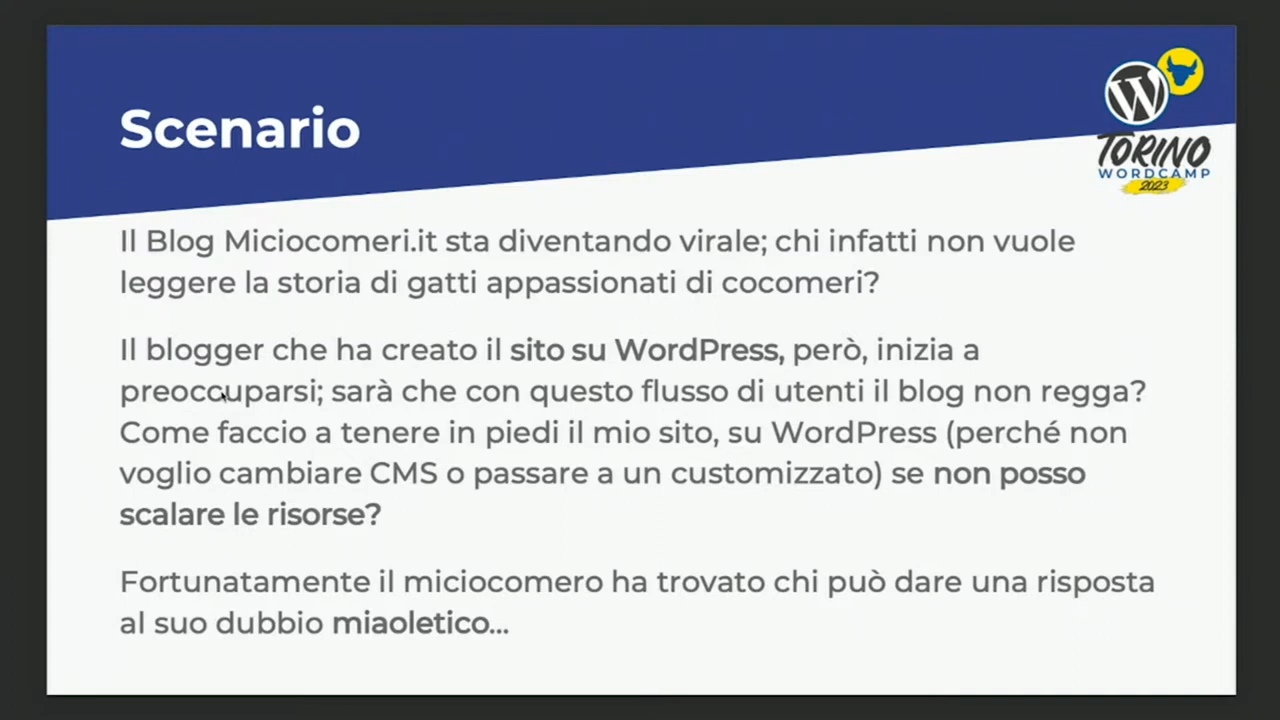 Scenario
TORINO
WORDCAMP
2023
Il Blog Miciocomeri.it sta diventando virale; chi infatti non vuole
leggere la storia di gatti appassionati di cocomeri?
Il blogger che ha creato il sito su WordPress, però, inizia a
preoccuparsi; sarà che con questo flusso di utenti il blog non regga?
Come faccio a tenere in piedi il mio sito, su WordPress (perché non
voglio cambiare CMS o passare a un customizzato) se non posso
scalare le risorse?
Fortunatamente il miciocomero ha trovato chi può dare una risposta
al suo dubbio miaoletico...